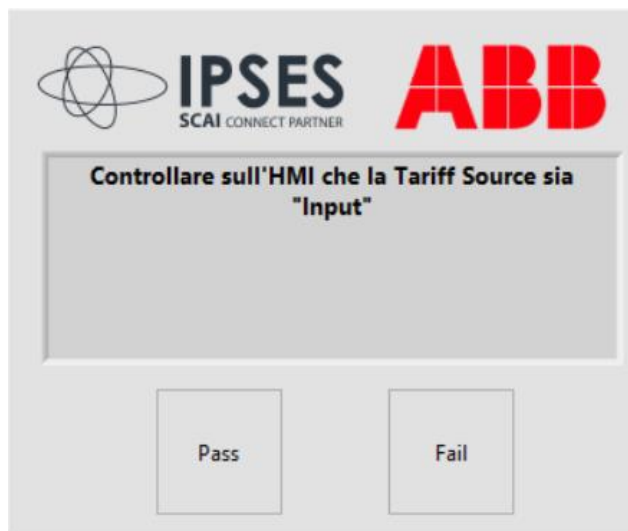 IPSES
SCAI CONNECT PARTNER
ABB
Controllare sull'HMI che la Tariff Source sia
"Input"
Pass
Fail